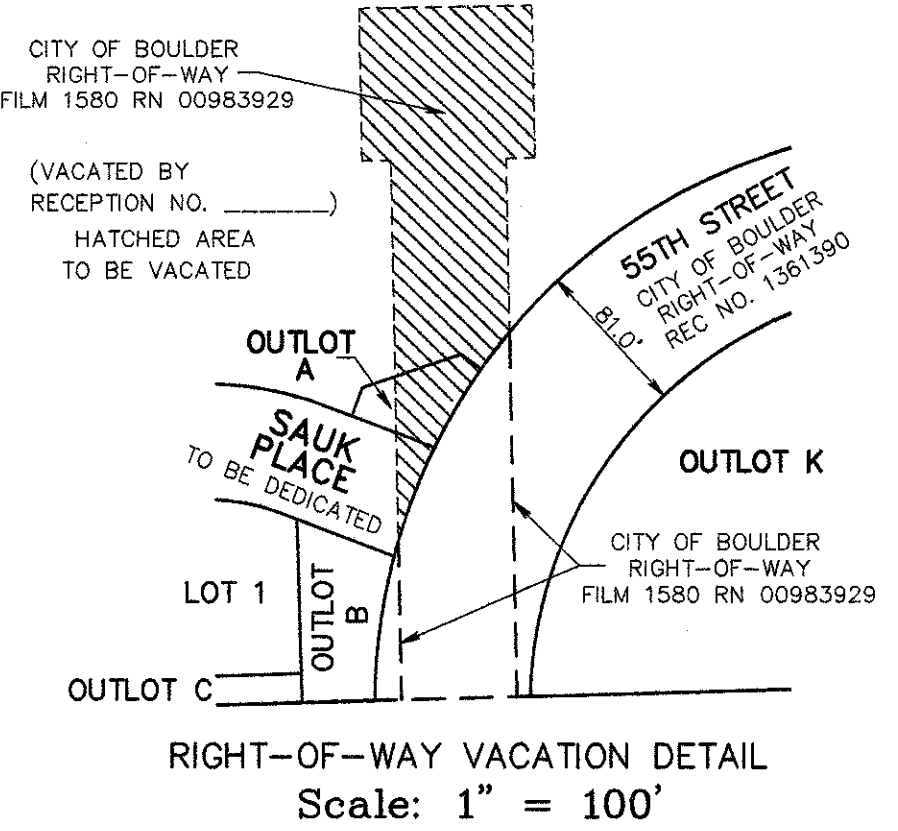 CITY OF BOULDER
RIGHT-OF-WAY
FILM 1580 RN 00983929
(VACATED BY
RECEPTION NO. ______)
HATCHED AREA
TO BE VACATED
55TH STREET
CITY OF BOULDER
RIGHT-OF-WAY
REC NO. 1361390
81.0'
OUTLOT
A
SAUK
PLACE
TO BE DEDICATED
OUTLOT K
CITY OF BOULDER
RIGHT-OF-WAY
FILM 1580 RN 00983929
LOT 1
OUTLOT
B
OUTLOT C
RIGHT-OF-WAY VACATION DETAIL
Scale: 1" = 100'